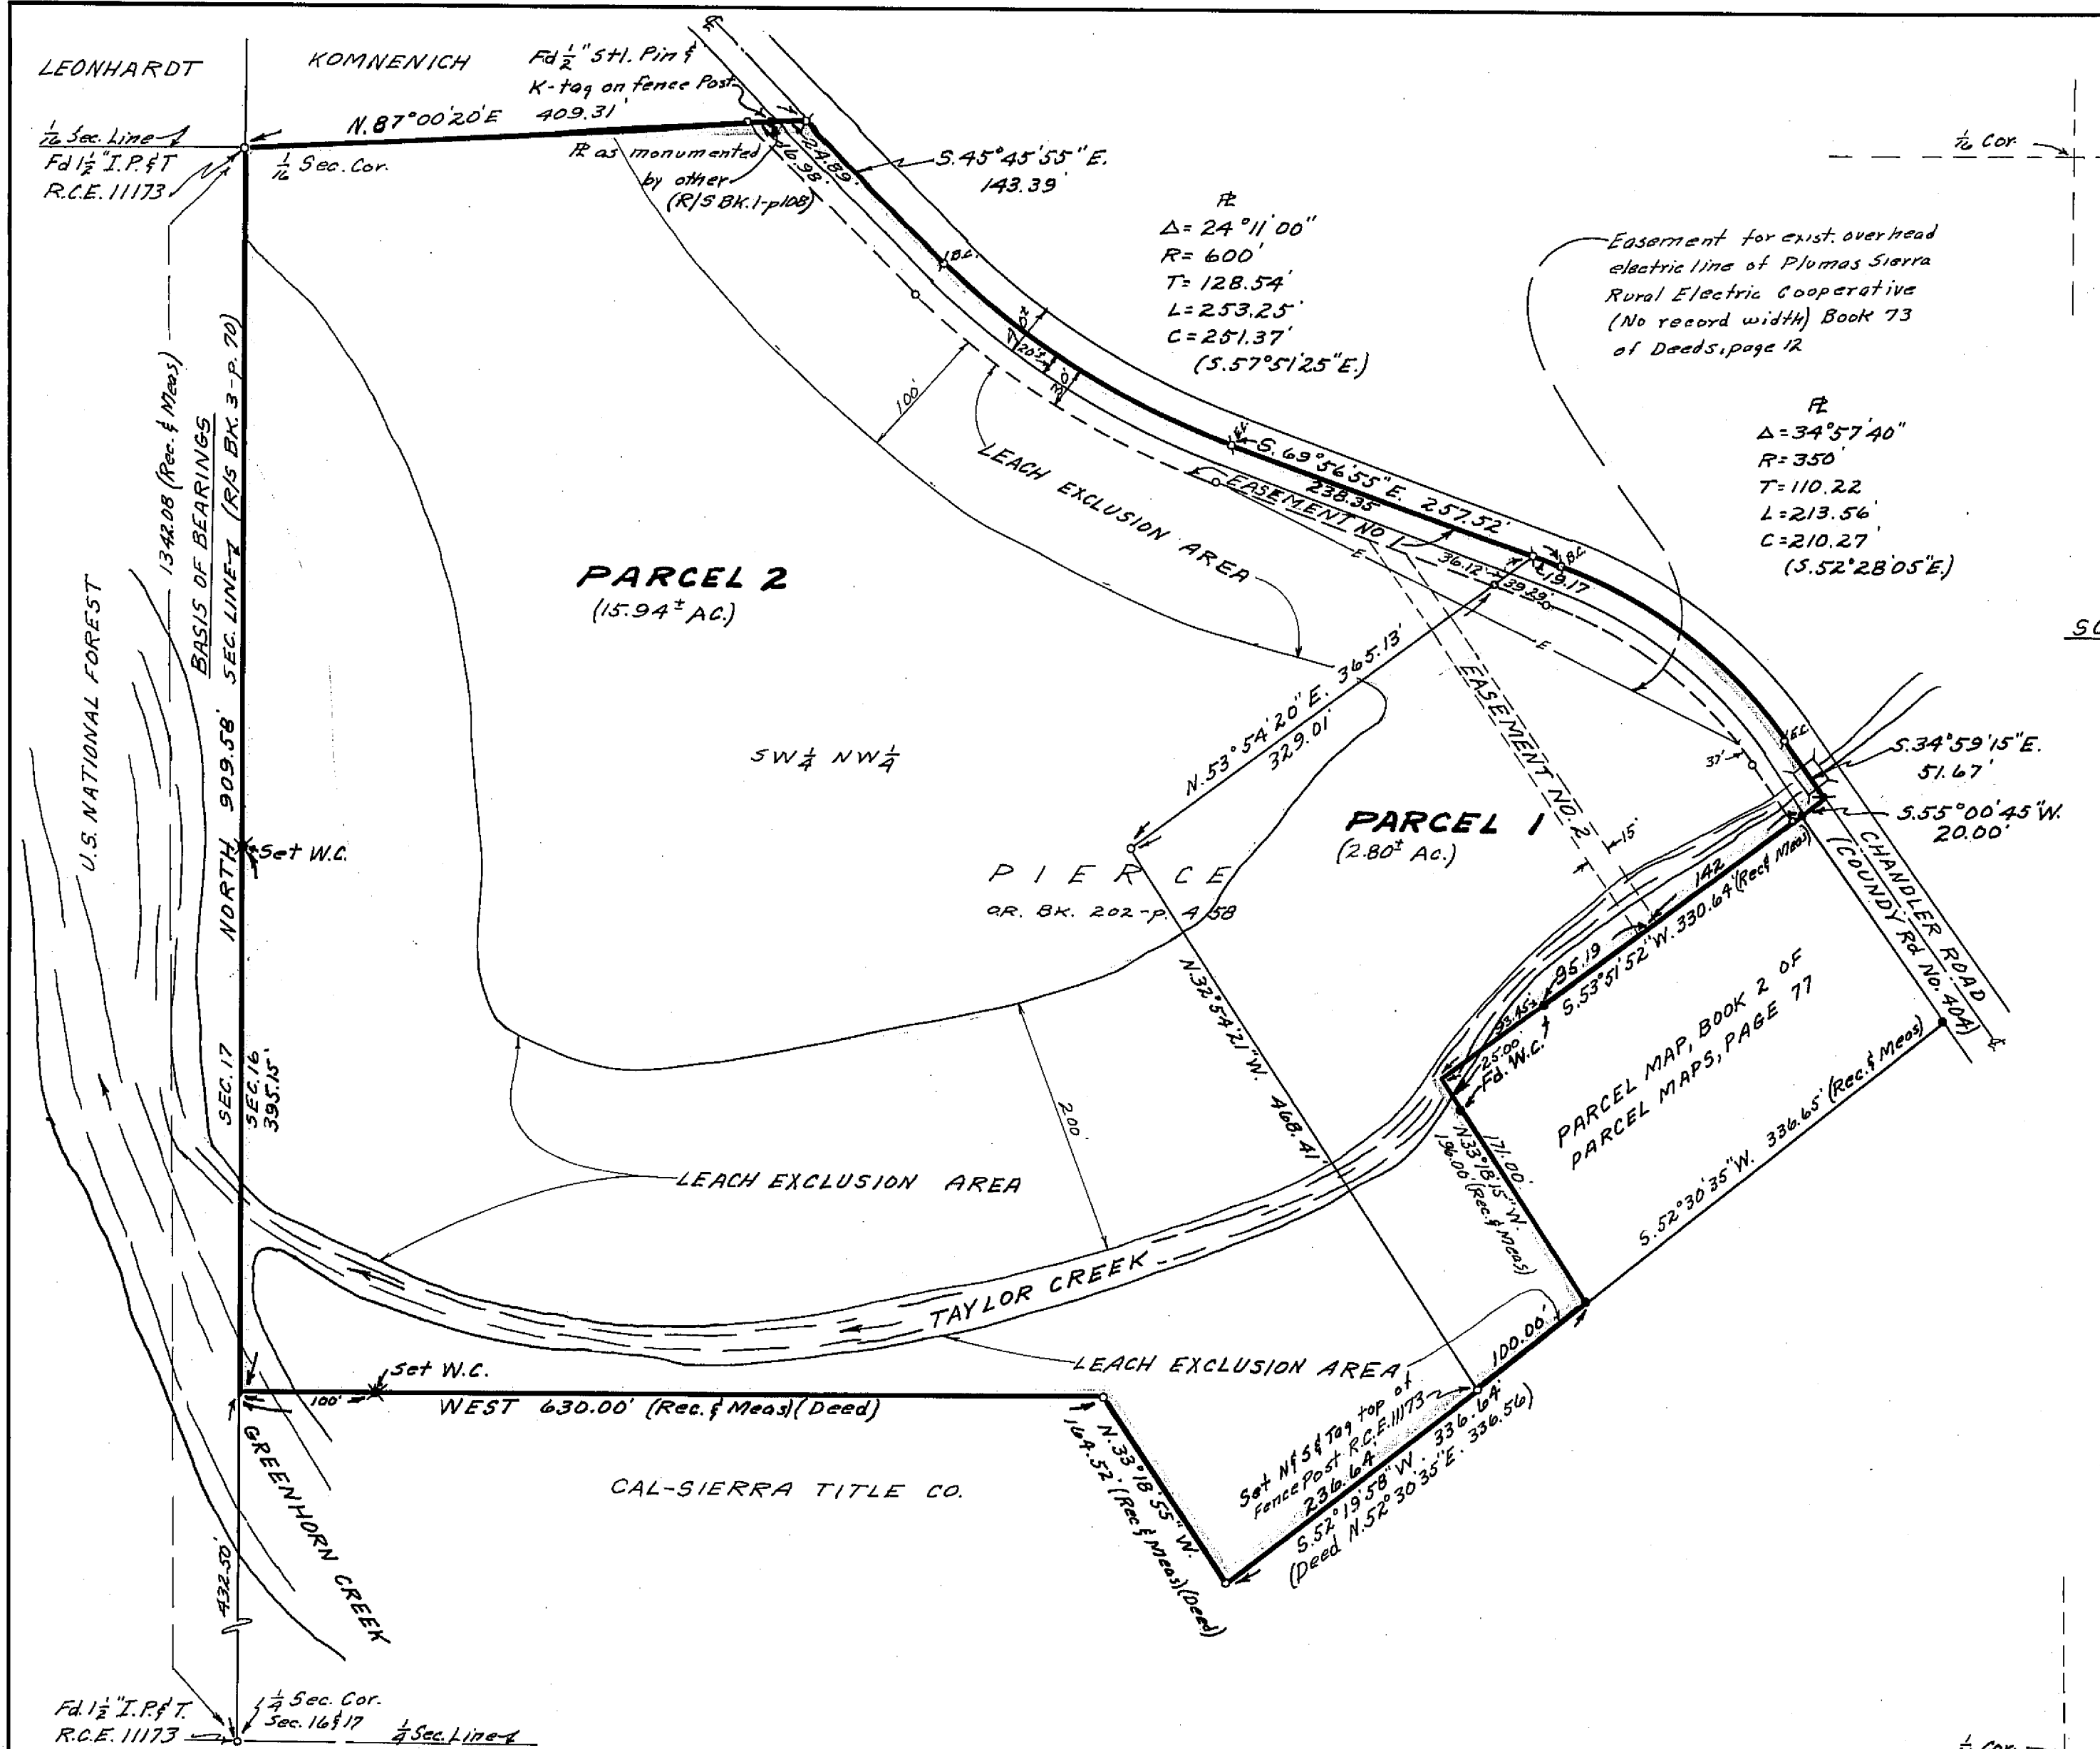 LEONHARDT
KOMNENICH
Fd ½" Stl. Pin &
K-tag on fence Post
N.87°00'20"E 409.31'
1/16 Sec. Line
Fd 1½" I.P.&T
R.C.E. 11173
1/16 Sec. Cor.
PL as monumented
by other
(R/S BK.1-p108)
16.98'
24.89'
S.45°45'55"E.
143.39'
B.C.
PL
Δ= 24°11'00"
R= 600'
T= 128.54'
L= 253.25'
C= 251.37'
(S.57°51'25"E.)
Easement for exist. overhead
electric line of Plumas Sierra
Rural Electric Cooperative
(No record width) Book 73
of Deeds, page 12
1/16 Cor.
PL
Δ=34°57'40"
R=350'
T=110.22
L=213.56'
C=210.27'
(S.52°28'05"E.)
20'
20'±
30'
100'
LEACH EXCLUSION AREA
E.C.
S.69°56'55"E. 257.52'
238.35
EASEMENT NO 1
E
E
36.12'
39.29'
19.17
B.C.
1342.08 (Rec. & Meas)
BASIS OF BEARINGS
NORTH 909.58' SEC. LINE (R/S BK. 3-P. 70)
U.S. NATIONAL FOREST
PARCEL 2
(15.94± AC.)
SW¼ NW¼
N.53°54'20"E. 365.13'
329.01'
EASEMENT NO. 2
15'
37'
E.C.
S.34°59'15"E.
51.67'
S.55°00'45"W.
20.00'
CHANDLER ROAD
(COUNDY Rd No. 404)
PARCEL 1
(2.80± AC.)
PIERCE
OR. BK. 202-p. 458
Set W.C.
142
S.53°51'52"W. 330.64' (Rec & Meas)
95.19
93.45±
25.00'
Fd. W.C.
N.32°54'21"W. 468.41'
PARCEL MAP, BOOK 2 OF
PARCEL MAPS, PAGE 77
S.52°30'35"W. 336.65' (Rec. & Meas)
171.00'
N.33°18'15"W.
196.00' (Rec. & Meas)
SEC. 17
SEC. 16
395.15'
200'
LEACH EXCLUSION AREA
TAYLOR CREEK
LEACH EXCLUSION AREA
100.00'
Set W.C.
100'
WEST 630.00' (Rec. & Meas)(Deed)
N.33°18'55"W.
164.52' (Rec & Meas)(Deed)
Set N&S & Tag top of
Fence Post R.C.E. 11173
236.64'
S.52°19'58"W. 336.64'
(Deed N.52°30'35"E. 336.56)
CAL-SIERRA TITLE CO.
GREENHORN CREEK
432.50'
Fd. 1½" I.P.&T.
R.C.E. 11173
¼ Sec. Cor.
Sec. 16 & 17
¼ Sec. Line